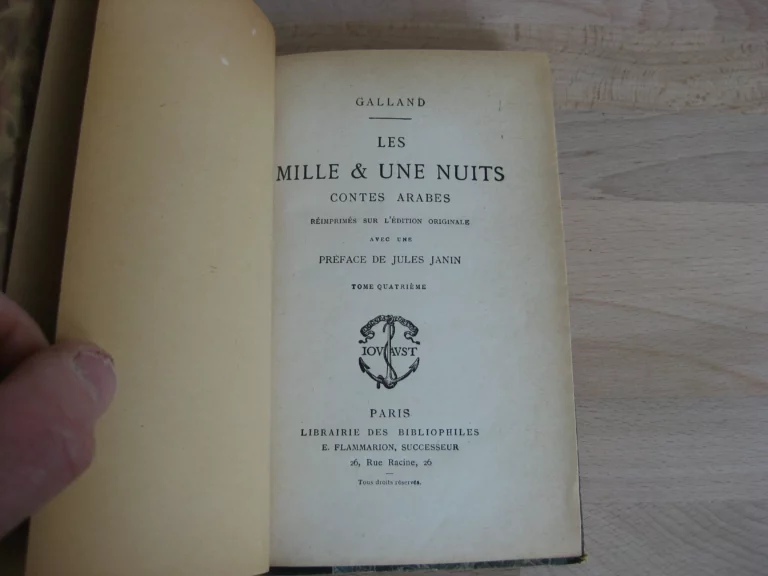 GALLAND
LES
MILLE & UNE NUITS
CONTES ARABES
RÉIMPRIMÉS SUR L'ÉDITION ORIGINALE
AVEC UNE
PRÉFACE DE JULES JANIN
TOME QUATRIÈME
IOVAVST
PARIS
LIBRAIRIE DES BIBLIOPHILES
E. FLAMMARION, SUCCESSEUR
26, Rue Racine, 26
Tous droits réservés.